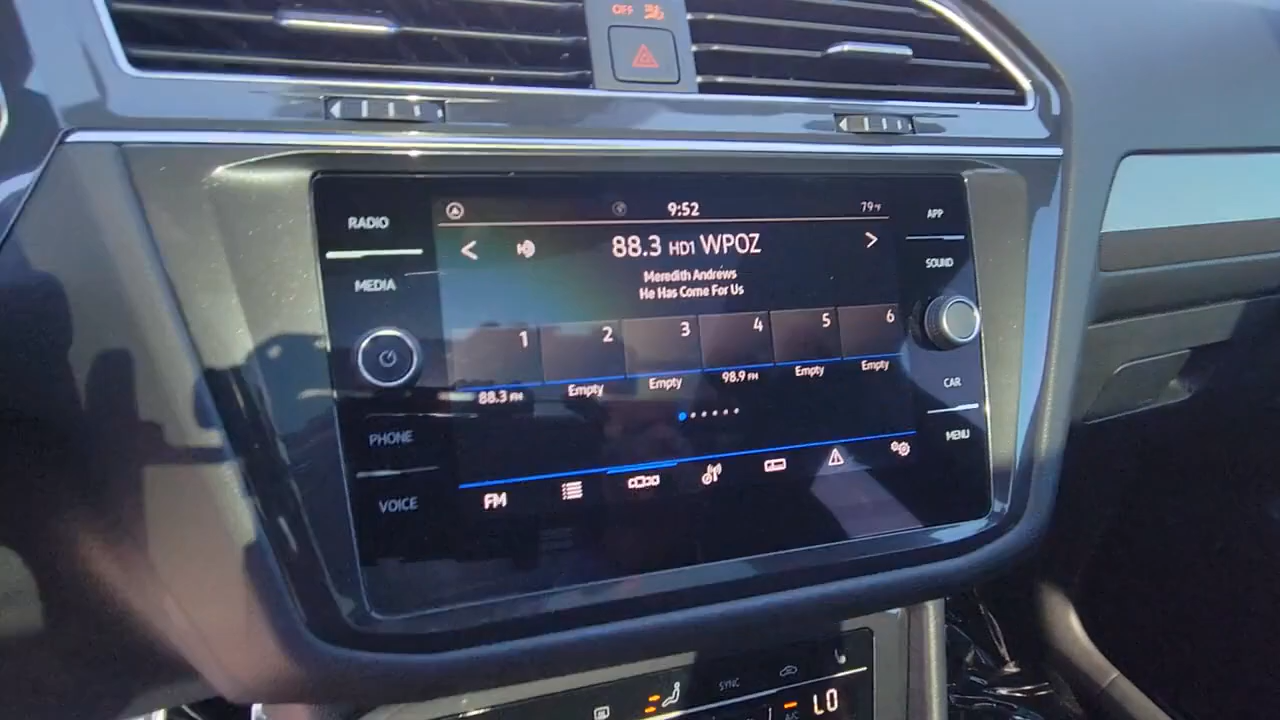 OFF
RADIO
MEDIA
PHONE
VOICE
9:52
79°F
88.3 HD1 WPOZ
Meredith Andrews
He Has Come For Us
1 2 3 4 5 6
88.3 FM Empty Empty 98.9 FM Empty Empty
FM
APP
SOUND
CAR
MENU
SYNC
A/C
LO